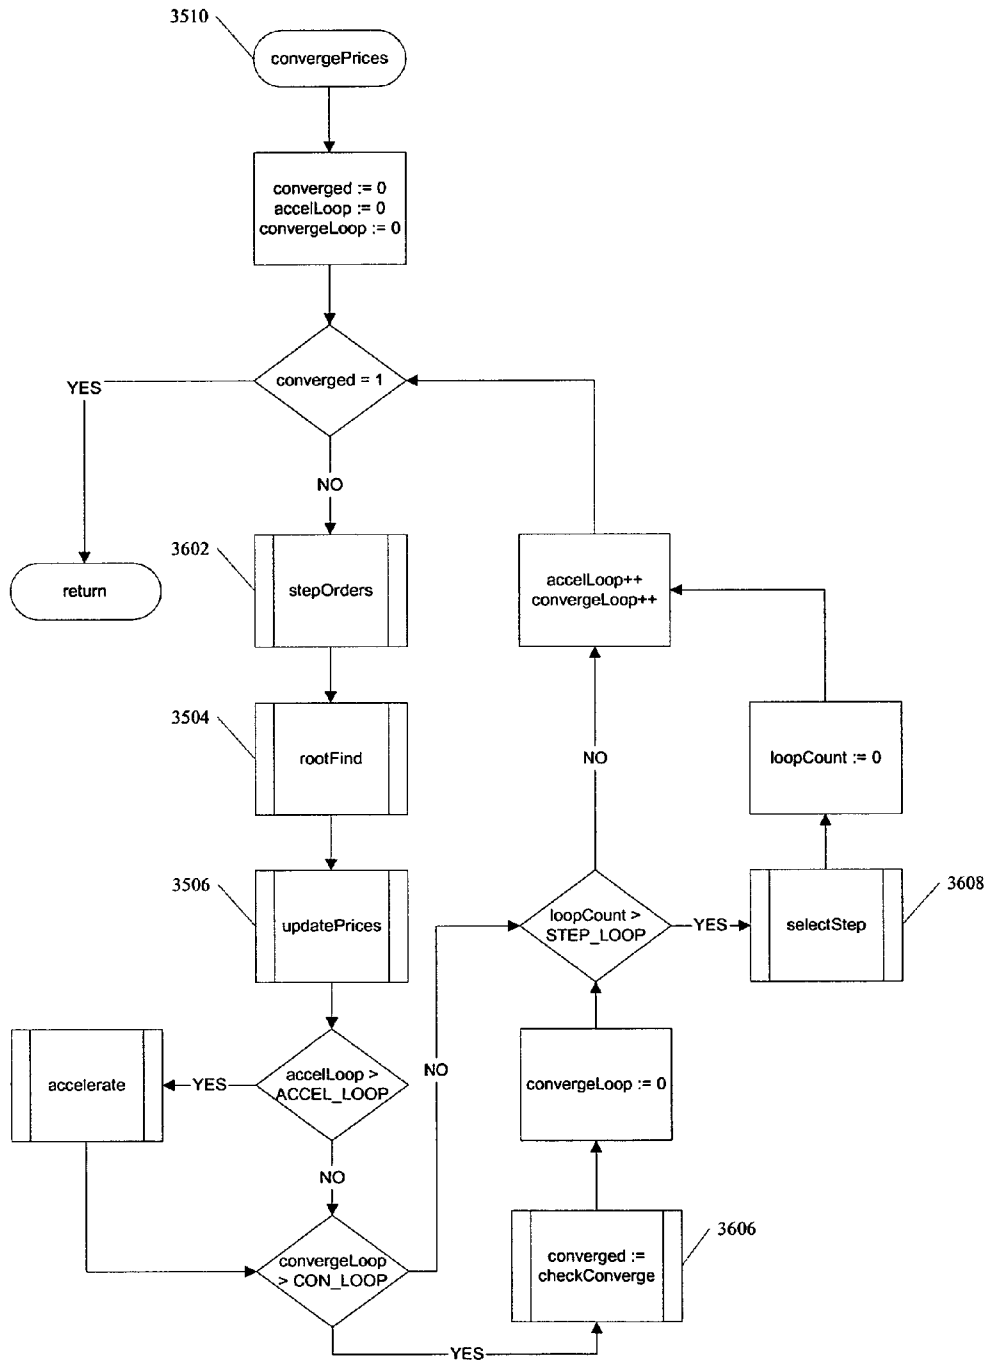 3510
convergePrices
converged := 0
accelLoop := 0
convergeLoop := 0
converged = 1
YES
NO
return
3602
stepOrders
accelLoop++
convergeLoop++
3504
rootFind
NO
loopCount := 0
3506
updatePrices
loopCount >
STEP_LOOP
YES
selectStep
3608
accelerate
YES
accelLoop >
ACCEL_LOOP
NO
convergeLoop := 0
NO
convergeLoop
> CON_LOOP
converged :=
checkConverge
3606
YES